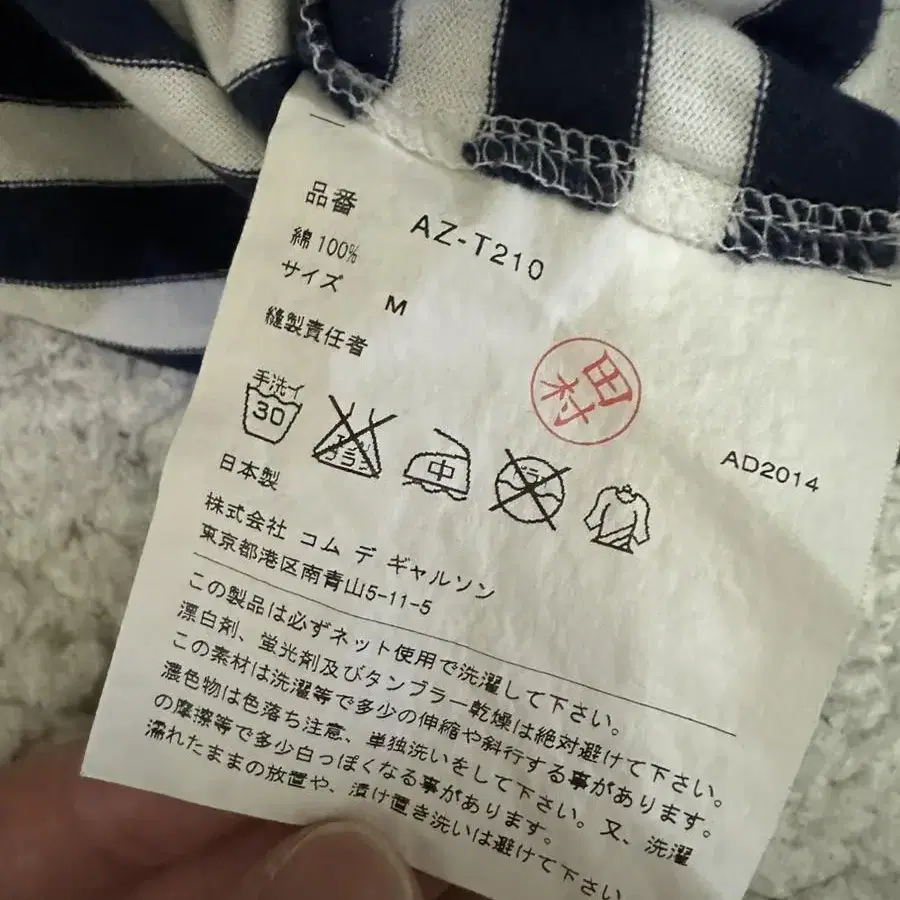 品番 AZ-T210
綿 100%
サイズ M
縫製責任者
田村
手洗イ
30
エンソ
サラシ
中
ドライ
AD2014
日本製
株式会社 コム デ ギャルソン
東京都港区南青山5-11-5
この製品は必ずネット使用で洗濯して下さい。
漂白剤、蛍光剤及びタンブラー乾燥は絶対避けて下さい。
この素材は洗濯等で多少の伸縮や斜行する事があります。
濃色物は色落ち注意、単独洗いをして下さい。又、洗濯
の摩擦等で多少白っぽくなる事があります。
濡れたままの放置や、漬け置き洗いは避けて下さい